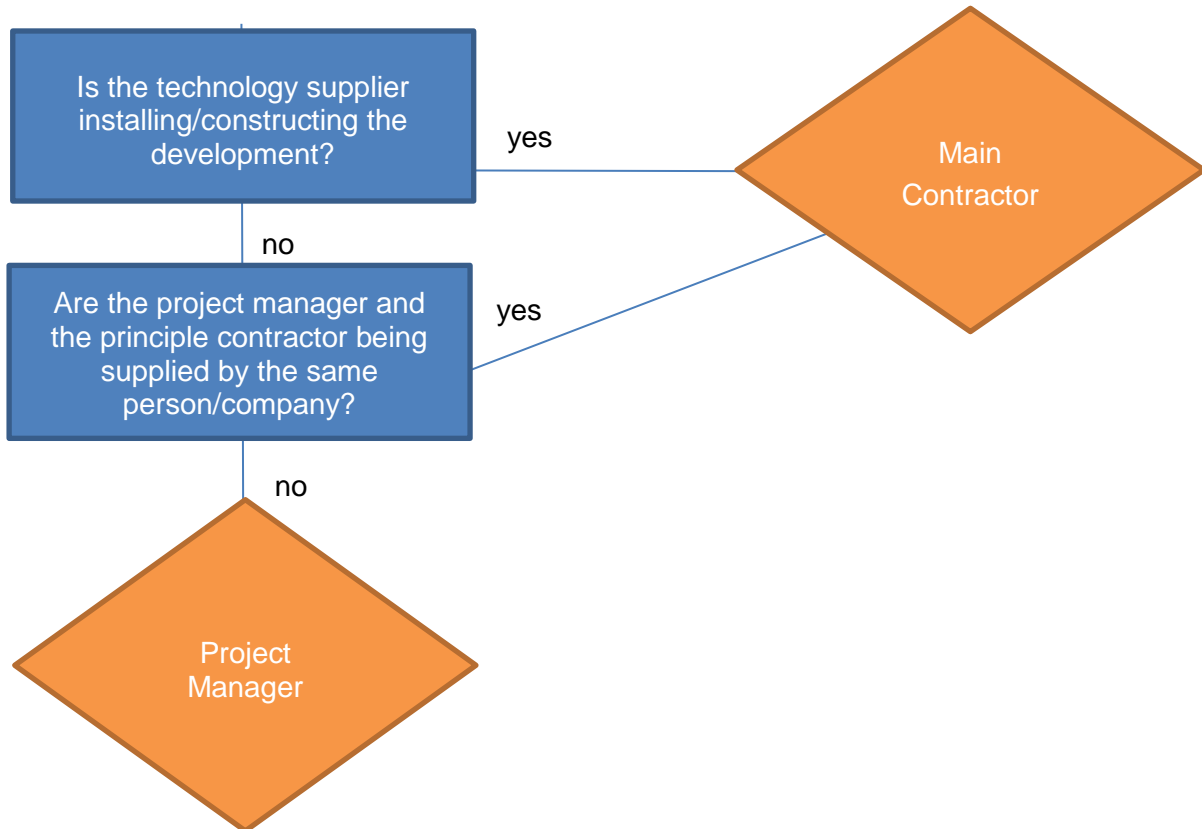 Is the technology supplier
installing/constructing the
development?
yes
Main
Contractor
no
Are the project manager and
the principle contractor being
supplied by the same
person/company?
yes
no
Project
Manager